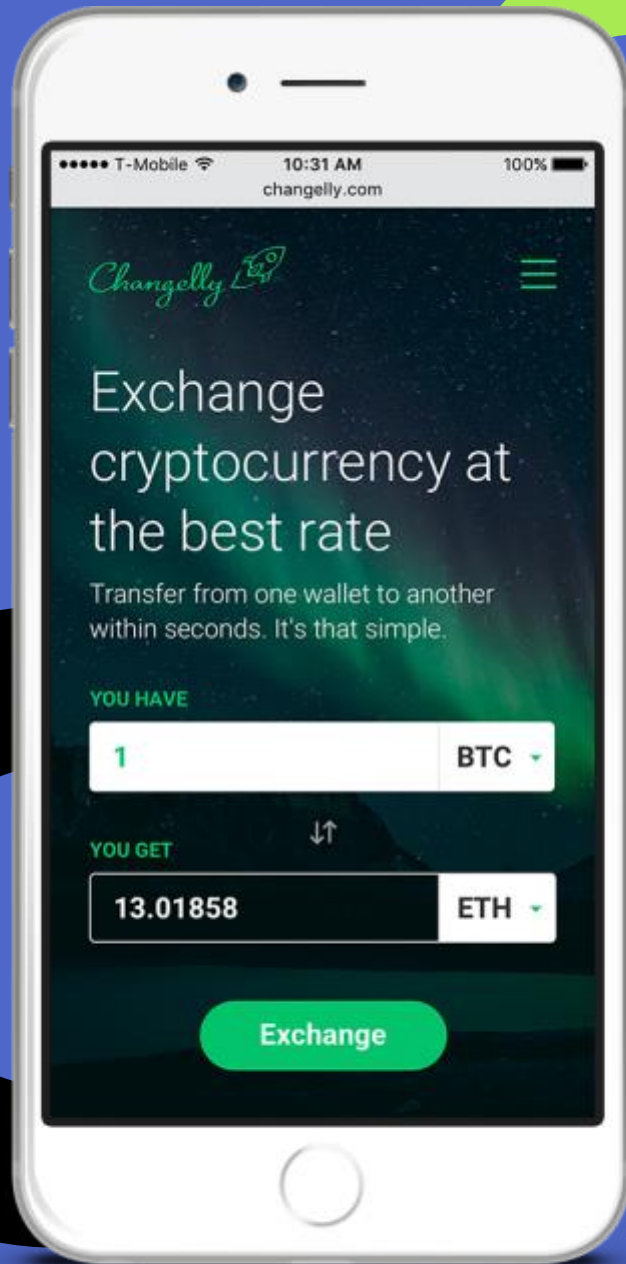 T-Mobile 10:31 AM 100%
changelly.com
Changelly
Exchange
cryptocurrency at
the best rate
Transfer from one wallet to another
within seconds. It's that simple.
YOU HAVE
1 BTC
YOU GET
13.01858 ETH
Exchange